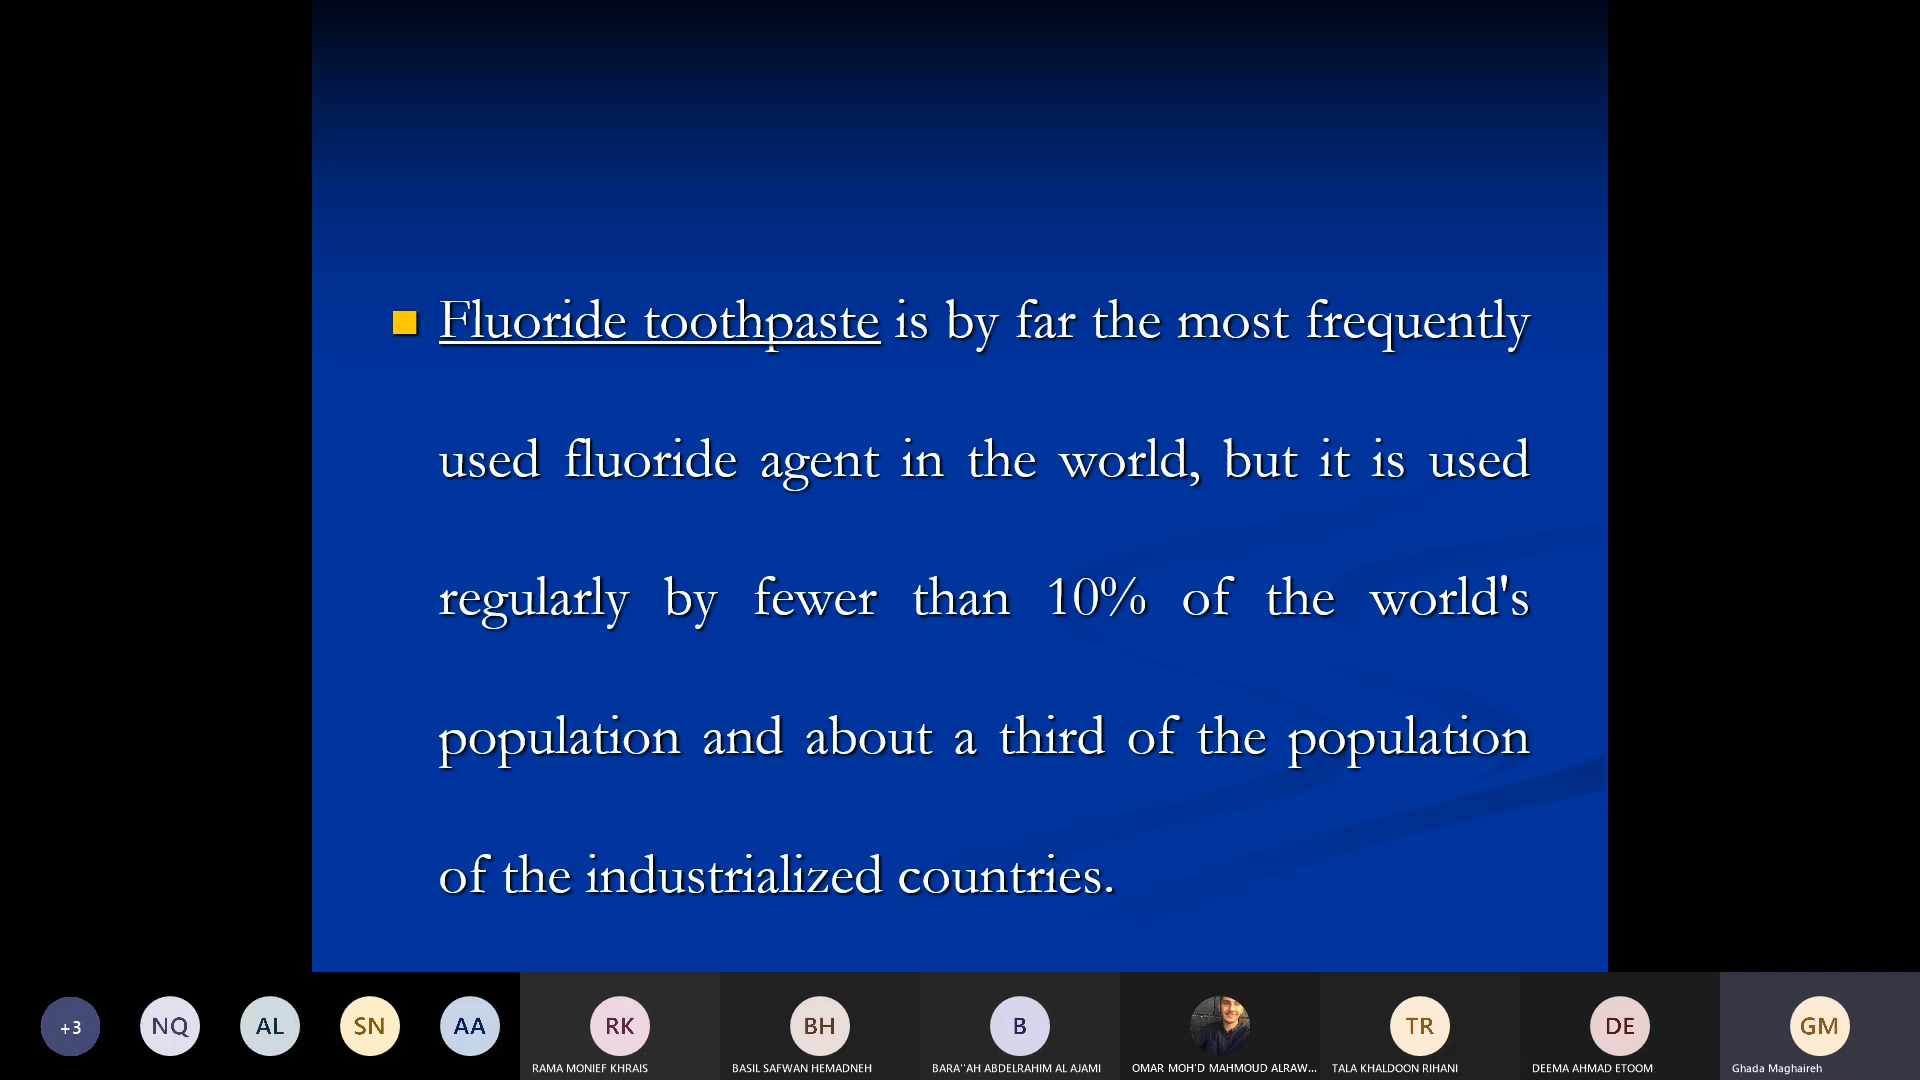 Fluoride toothpaste is by far the most frequently
used fluoride agent in the world, but it is used
regularly by fewer than 10% of the world's
population and about a third of the population
of the industrialized countries.
+3
NQ
AL
SN
AA
RK
BH
B
TR
DE
GM
RAMA MONIEF KHRAIS
BASIL SAFWAN HEMADNEH
BARA''AH ABDELRAHIM AL AJAMI
OMAR MOH'D MAHMOUD ALRAW...
TALA KHALDOON RIHANI
DEEMA AHMAD ETOOM
Ghada Maghaireh